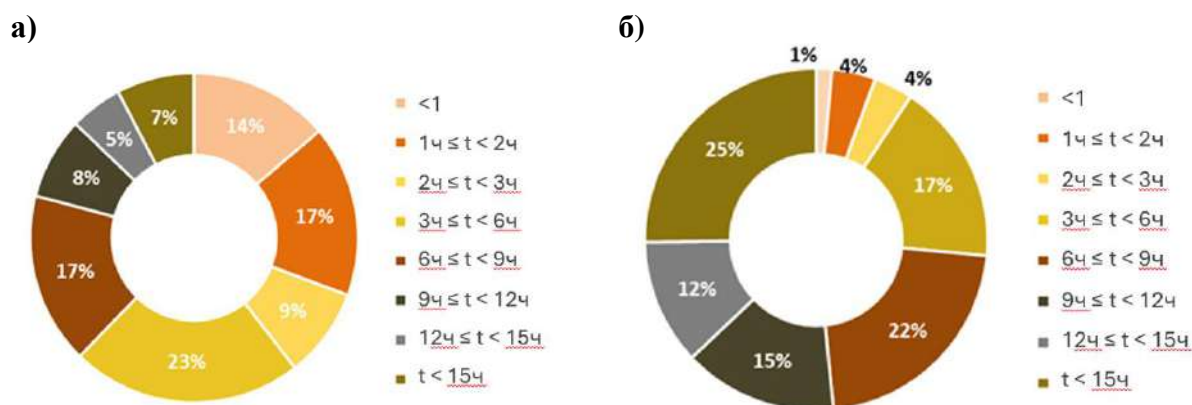 а)
14%
17%
9%
23%
17%
8%
5%
7%
<1
1ч ≤ t < 2ч
2ч ≤ t < 3ч
3ч ≤ t < 6ч
6ч ≤ t < 9ч
9ч ≤ t < 12ч
12ч ≤ t < 15ч
t < 15ч
б)
1%
4%
4%
17%
22%
15%
12%
25%
<1
1ч ≤ t < 2ч
2ч ≤ t < 3ч
3ч ≤ t < 6ч
6ч ≤ t < 9ч
9ч ≤ t < 12ч
12ч ≤ t < 15ч
t < 15ч